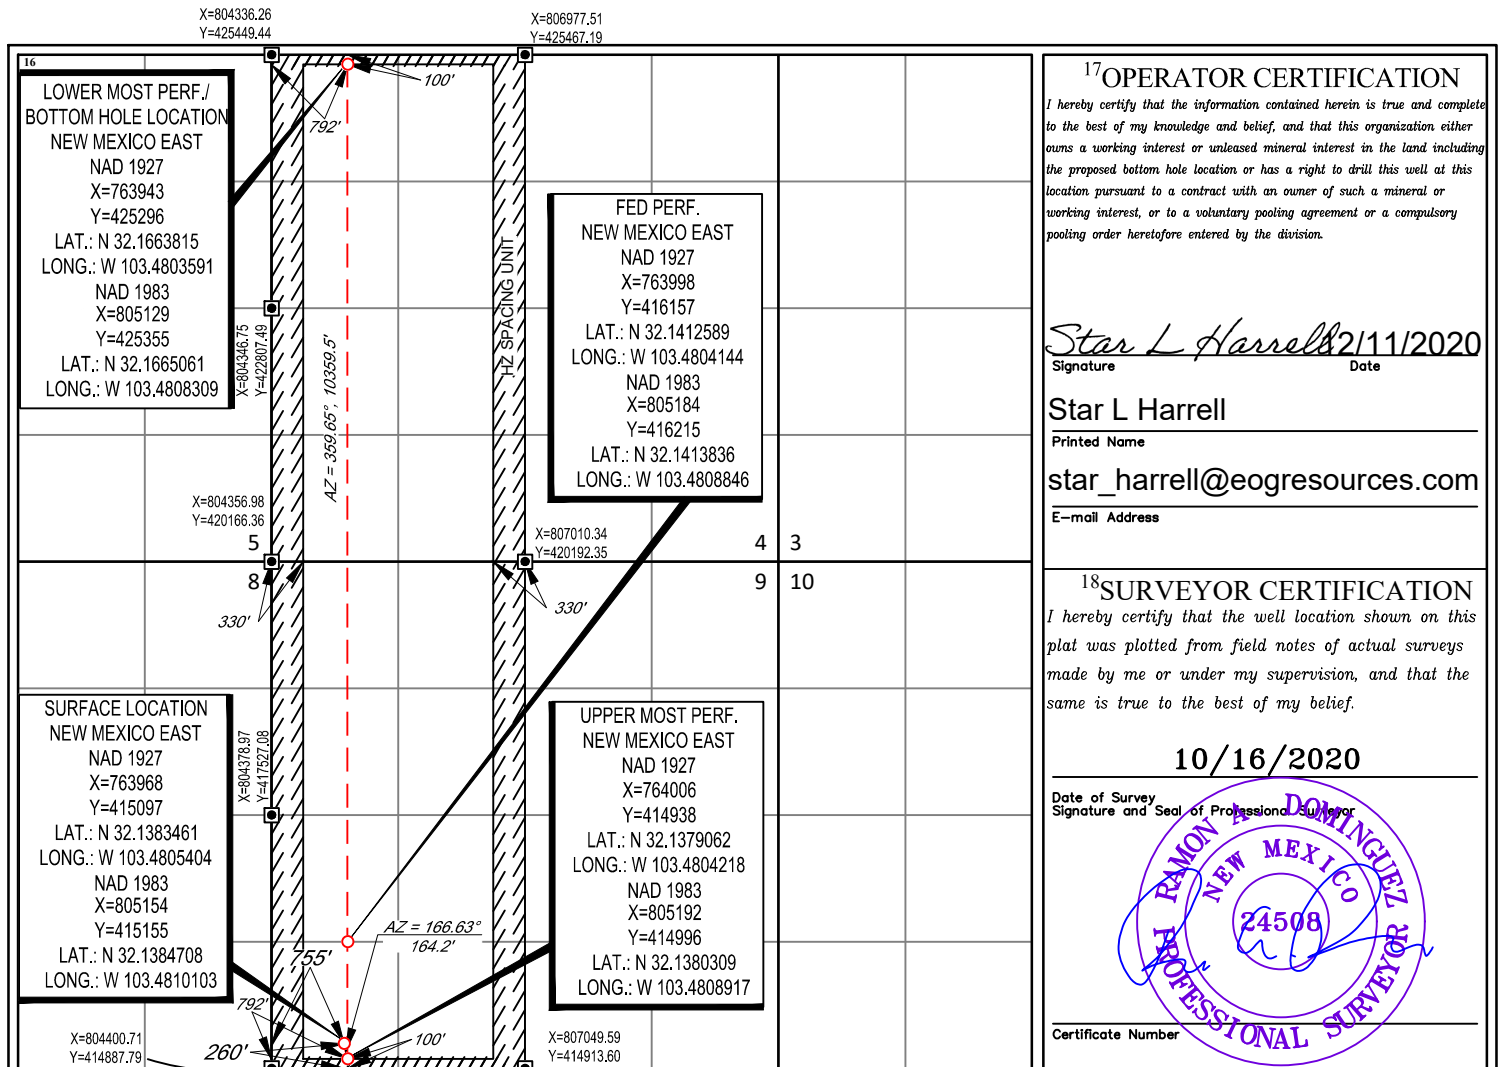 X=804336.26
Y=425449.44
X=806977.51
Y=425467.19
16
LOWER MOST PERF./
BOTTOM HOLE LOCATION
NEW MEXICO EAST
NAD 1927
X=763943
Y=425296
LAT.: N 32.1663815
LONG.: W 103.4803591
NAD 1983
X=805129
Y=425355
LAT.: N 32.1665061
LONG.: W 103.4808309
100'
792'
X=804346.75
Y=422807.49
AZ = 359.65°, 10359.5'
HZ SPACING UNIT
FED PERF.
NEW MEXICO EAST
NAD 1927
X=763998
Y=416157
LAT.: N 32.1412589
LONG.: W 103.4804144
NAD 1983
X=805184
Y=416215
LAT.: N 32.1413836
LONG.: W 103.4808846
X=804356.98
Y=420166.36
5
8
X=807010.34
Y=420192.35
4
3
9
10
330'
330'
SURFACE LOCATION
NEW MEXICO EAST
NAD 1927
X=763968
Y=415097
LAT.: N 32.1383461
LONG.: W 103.4805404
NAD 1983
X=805154
Y=415155
LAT.: N 32.1384708
LONG.: W 103.4810103
X=804378.97
Y=417527.08
UPPER MOST PERF.
NEW MEXICO EAST
NAD 1927
X=764006
Y=414938
LAT.: N 32.1379062
LONG.: W 103.4804218
NAD 1983
X=805192
Y=414996
LAT.: N 32.1380309
LONG.: W 103.4808917
AZ = 166.63°
164.2'
755'
792'
260'
100'
X=804400.71
Y=414887.79
X=807049.59
Y=414913.60
17 OPERATOR CERTIFICATION
I hereby certify that the information contained herein is true and complete
to the best of my knowledge and belief, and that this organization either
owns a working interest or unleased mineral interest in the land including
the proposed bottom hole location or has a right to drill this well at this
location pursuant to a contract with an owner of such a mineral or
working interest, or to a voluntary pooling agreement or a compulsory
pooling order heretofore entered by the division.
Star L Harrell 12/11/2020
Signature Date
Star L Harrell
Printed Name
star_harrell@eogresources.com
E-mail Address
18 SURVEYOR CERTIFICATION
I hereby certify that the well location shown on this
plat was plotted from field notes of actual surveys
made by me or under my supervision, and that the
same is true to the best of my belief.
10/16/2020
Date of Survey
Signature and Seal of Professional Surveyor
RAMON A. DOMINGUEZ
NEW MEXICO
24508
PROFESSIONAL SURVEYOR
Certificate Number